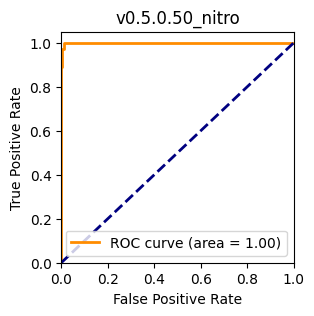 v0.5.0.50_nitro
True Positive Rate
1.0
0.8
0.6
0.4
0.2
0.0
ROC curve (area = 1.00)
0.0 0.2 0.4 0.6 0.8 1.0
False Positive Rate